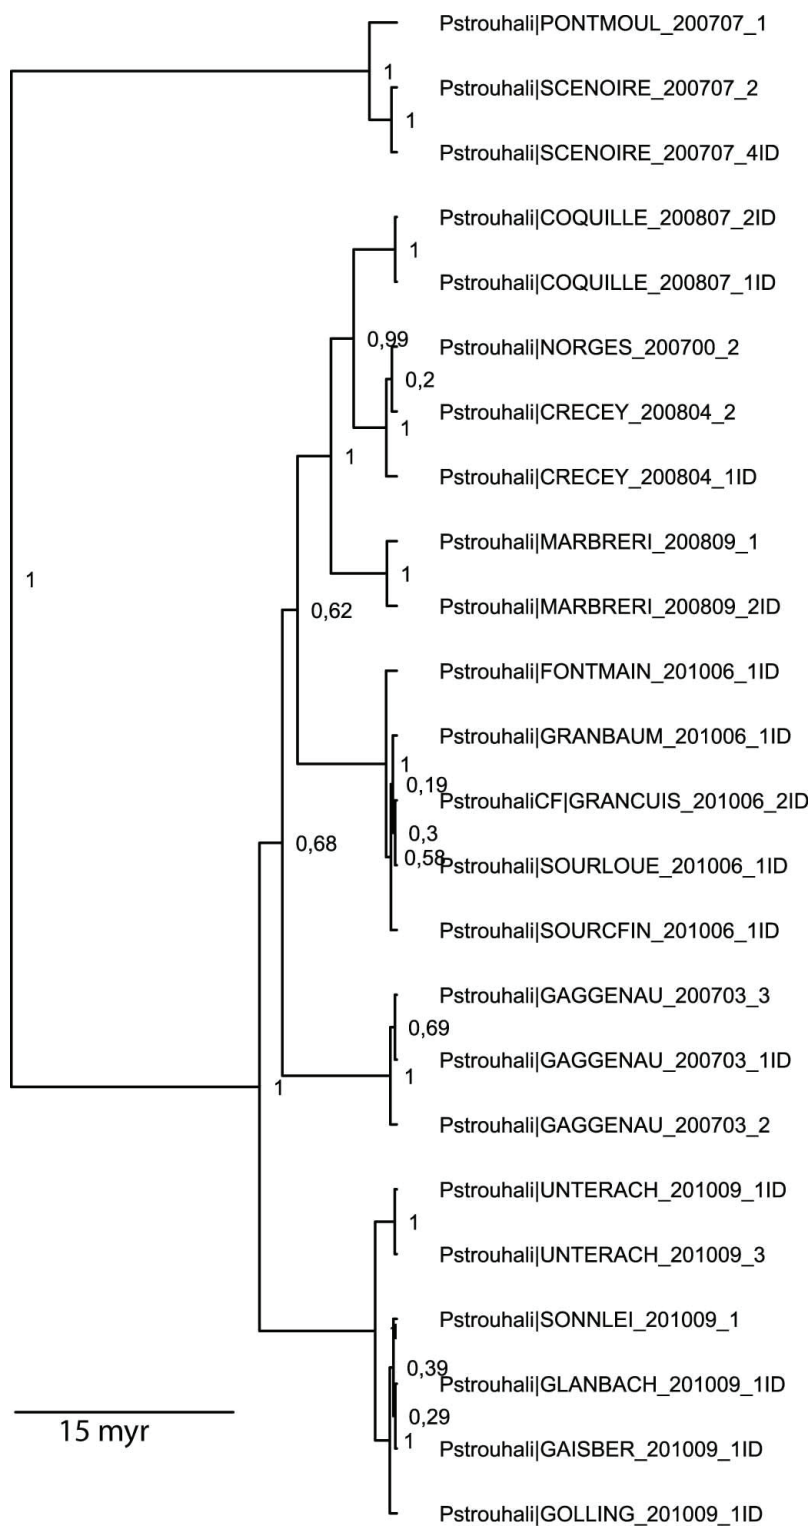 Pstrouhali|PONTMOUL_200707_1
1
Pstrouhali|SCENOIRE_200707_2
1
Pstrouhali|SCENOIRE_200707_4ID
Pstrouhali|COQUILLE_200807_2ID
1
Pstrouhali|COQUILLE_200807_1ID
0,99
Pstrouhali|NORGES_200700_2
0,2
Pstrouhali|CRECEY_200804_2
1
1
Pstrouhali|CRECEY_200804_1ID
Pstrouhali|MARBRERI_200809_1
1
1
Pstrouhali|MARBRERI_200809_2ID
0,62
Pstrouhali|FONTMAIN_201006_1ID
Pstrouhali|GRANBAUM_201006_1ID
1
0,19
PstrouhaliCF|GRANCUIS_201006_2ID
0,3
0,68
0,58
Pstrouhali|SOURLOUE_201006_1ID
Pstrouhali|SOURCFIN_201006_1ID
Pstrouhali|GAGGENAU_200703_3
0,69
Pstrouhali|GAGGENAU_200703_1ID
1
1
Pstrouhali|GAGGENAU_200703_2
Pstrouhali|UNTERACH_201009_1ID
1
Pstrouhali|UNTERACH_201009_3
Pstrouhali|SONNLEI_201009_1
0,39
Pstrouhali|GLANBACH_201009_1ID
0,29
15 myr
1
Pstrouhali|GAISBER_201009_1ID
Pstrouhali|GOLLING_201009_1ID